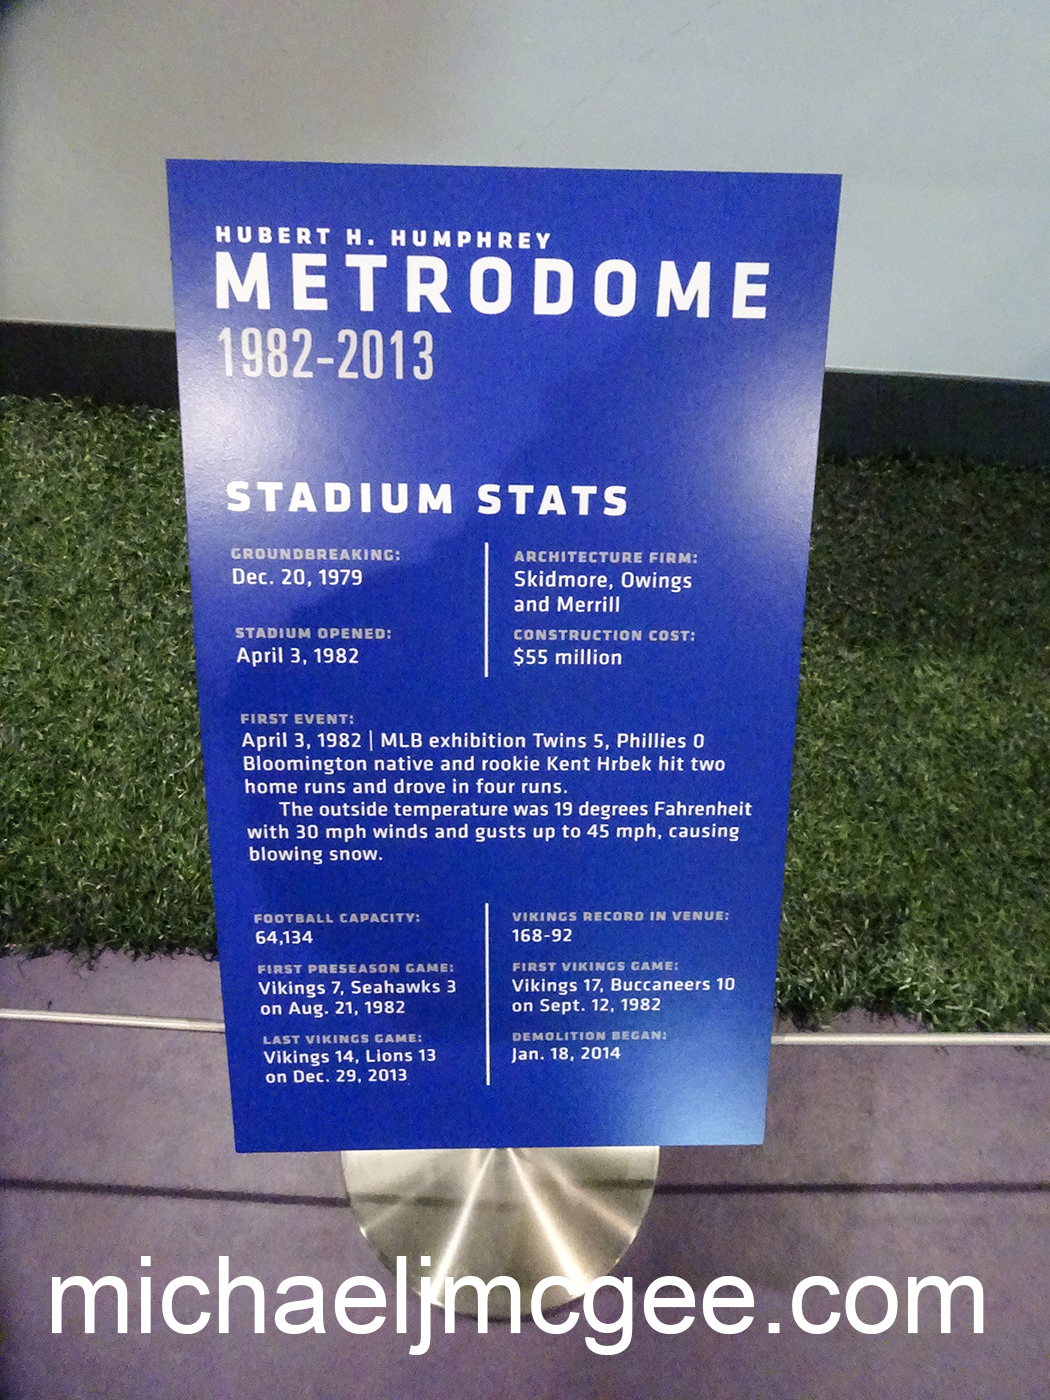 HUBERT H. HUMPHREY
METRODOME
1982-2013
STADIUM STATS
GROUNDBREAKING:
Dec. 20, 1979
STADIUM OPENED:
April 3, 1982
ARCHITECTURE FIRM:
Skidmore, Owings
and Merrill
CONSTRUCTION COST:
$55 million
FIRST EVENT:
April 3, 1982 | MLB exhibition Twins 5, Phillies 0
Bloomington native and rookie Kent Hrbek hit two
home runs and drove in four runs.
The outside temperature was 19 degrees Fahrenheit
with 30 mph winds and gusts up to 45 mph, causing
blowing snow.
FOOTBALL CAPACITY:
64,134
FIRST PRESEASON GAME:
Vikings 7, Seahawks 3
on Aug. 21, 1982
LAST VIKINGS GAME:
Vikings 14, Lions 13
on Dec. 29, 2013
VIKINGS RECORD IN VENUE:
168-92
FIRST VIKINGS GAME:
Vikings 17, Buccaneers 10
on Sept. 12, 1982
DEMOLITION BEGAN:
Jan. 18, 2014
michaeljmcgee.com